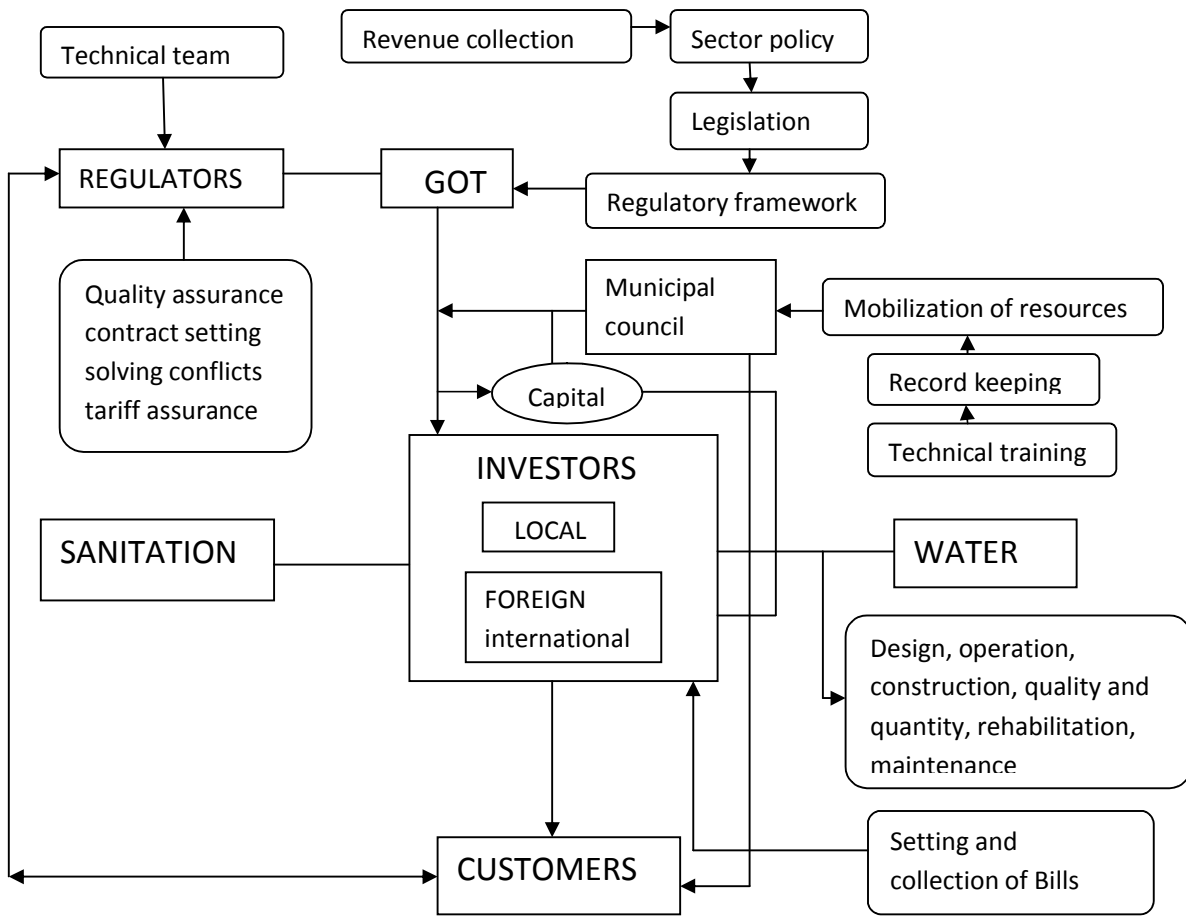 Revenue collection
Sector policy
Technical team
Legislation
REGULATORS
GOT
Regulatory framework
Quality assurance
contract setting
solving conflicts
tariff assurance
Municipal
council
Mobilization of resources
Capital
Record keeping
Technical training
INVESTORS
LOCAL
SANITATION
WATER
FOREIGN
international
Design, operation,
construction, quality and
quantity, rehabilitation,
maintenance
CUSTOMERS
Setting and
collection of Bills